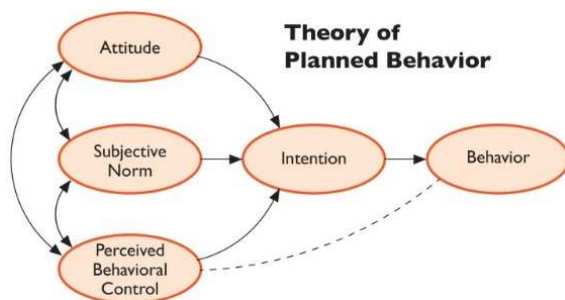 Theory of
Planned Behavior
Attitude
Subjective
Norm
Intention
Behavior
Perceived
Behavioral
Control